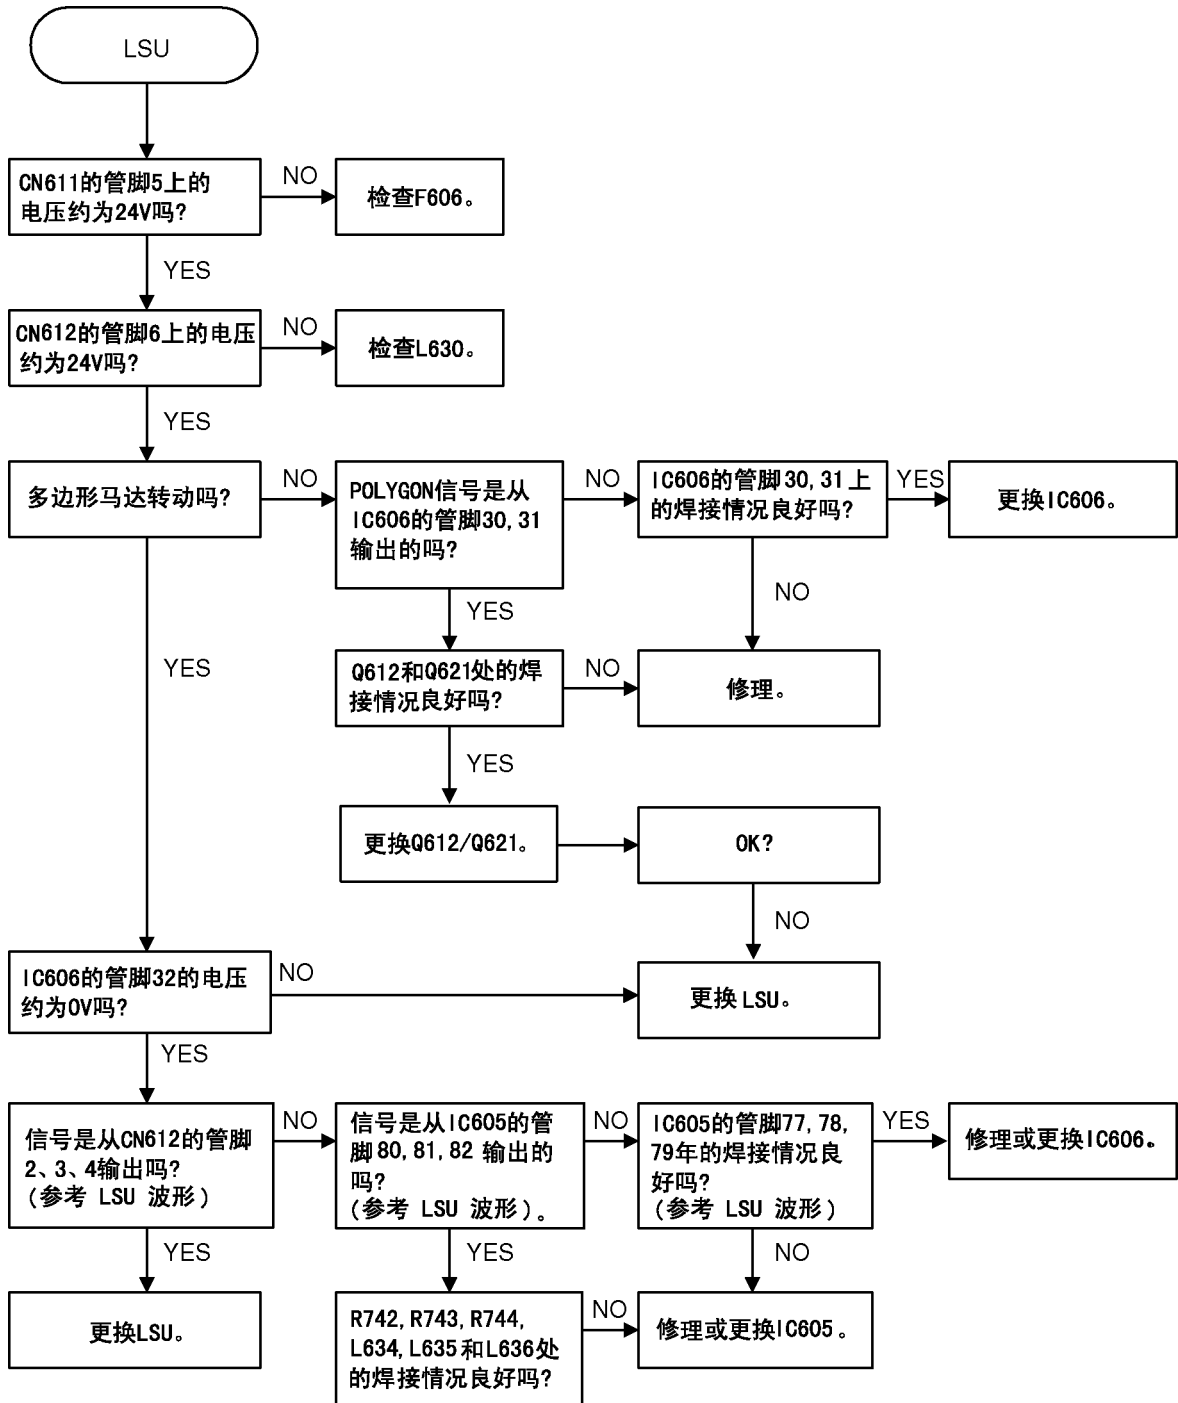 LSU
CN611的管脚5上的
电压约为24V吗?
NO
检查F606。
YES
CN612的管脚6上的电压
约为24V吗?
NO
检查L630。
YES
多边形马达转动吗?
NO
POLYGON信号是从
IC606的管脚30,31
输出的吗?
NO
IC606的管脚30,31上
的焊接情况良好吗?
YES
更换IC606。
YES
NO
YES
Q612和Q621处的焊
接情况良好吗?
NO
修理。
YES
更换Q612/Q621。
OK?
NO
IC606的管脚32的电压
约为0V吗?
NO
更换 LSU。
YES
信号是从CN612的管脚
2、3、4输出吗?
(参考 LSU 波形)
NO
信号是从IC605的管
脚80,81,82 输出的
吗?
(参考 LSU 波形)。
NO
IC605的管脚77,78,
79年的焊接情况良
好吗?
(参考 LSU 波形)
YES
修理或更换IC606。
YES
YES
NO
更换LSU。
R742,R743,R744,
L634,L635和L636处
的焊接情况良好吗?
NO
修理或更换IC605。